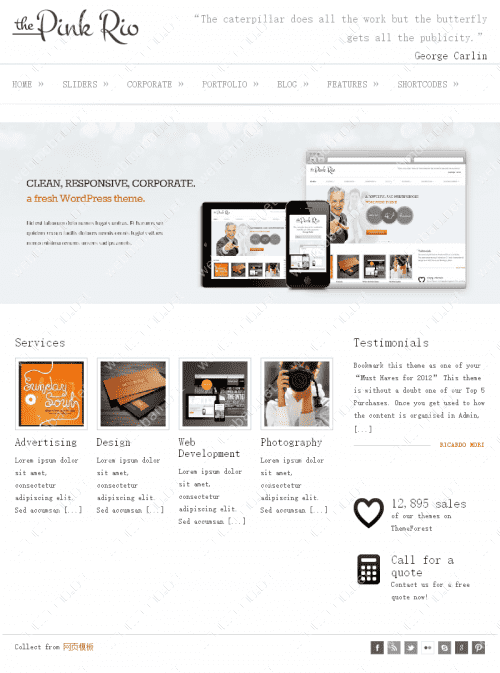 the Pink Rio
“The caterpillar does all the work but the butterfly
gets all the publicity.”
George Carlin
HOME »
SLIDERS »
CORPORATE »
PORTFOLIO »
BLOG »
FEATURES »
SHORTCODES »
CLEAN, RESPONSIVE, CORPORATE.
a fresh WordPress theme.
Services
Advertising
Lorem ipsum dolor
sit amet,
consectetur
adipiscing elit.
Sed accumsan [...]
Design
Lorem ipsum dolor
sit amet,
consectetur
adipiscing elit.
Sed accumsan [...]
Web
Development
Lorem ipsum dolor
sit amet,
consectetur
adipiscing elit.
Sed accumsan [...]
Photography
Lorem ipsum dolor
sit amet,
consectetur
adipiscing elit.
Sed accumsan [...]
Testimonials
Bookmark this theme as one of your
“Must Haves for 2012” This theme
is without a doubt one of our Top 5
Purchases. Once you get used to how
the content is organised in Admin,
[...]
RICARDO MORI
12,895 sales
of our themes on
ThemeForest
Call for a
quote
Contact us for a free
quote now!
Collect from 网页模板